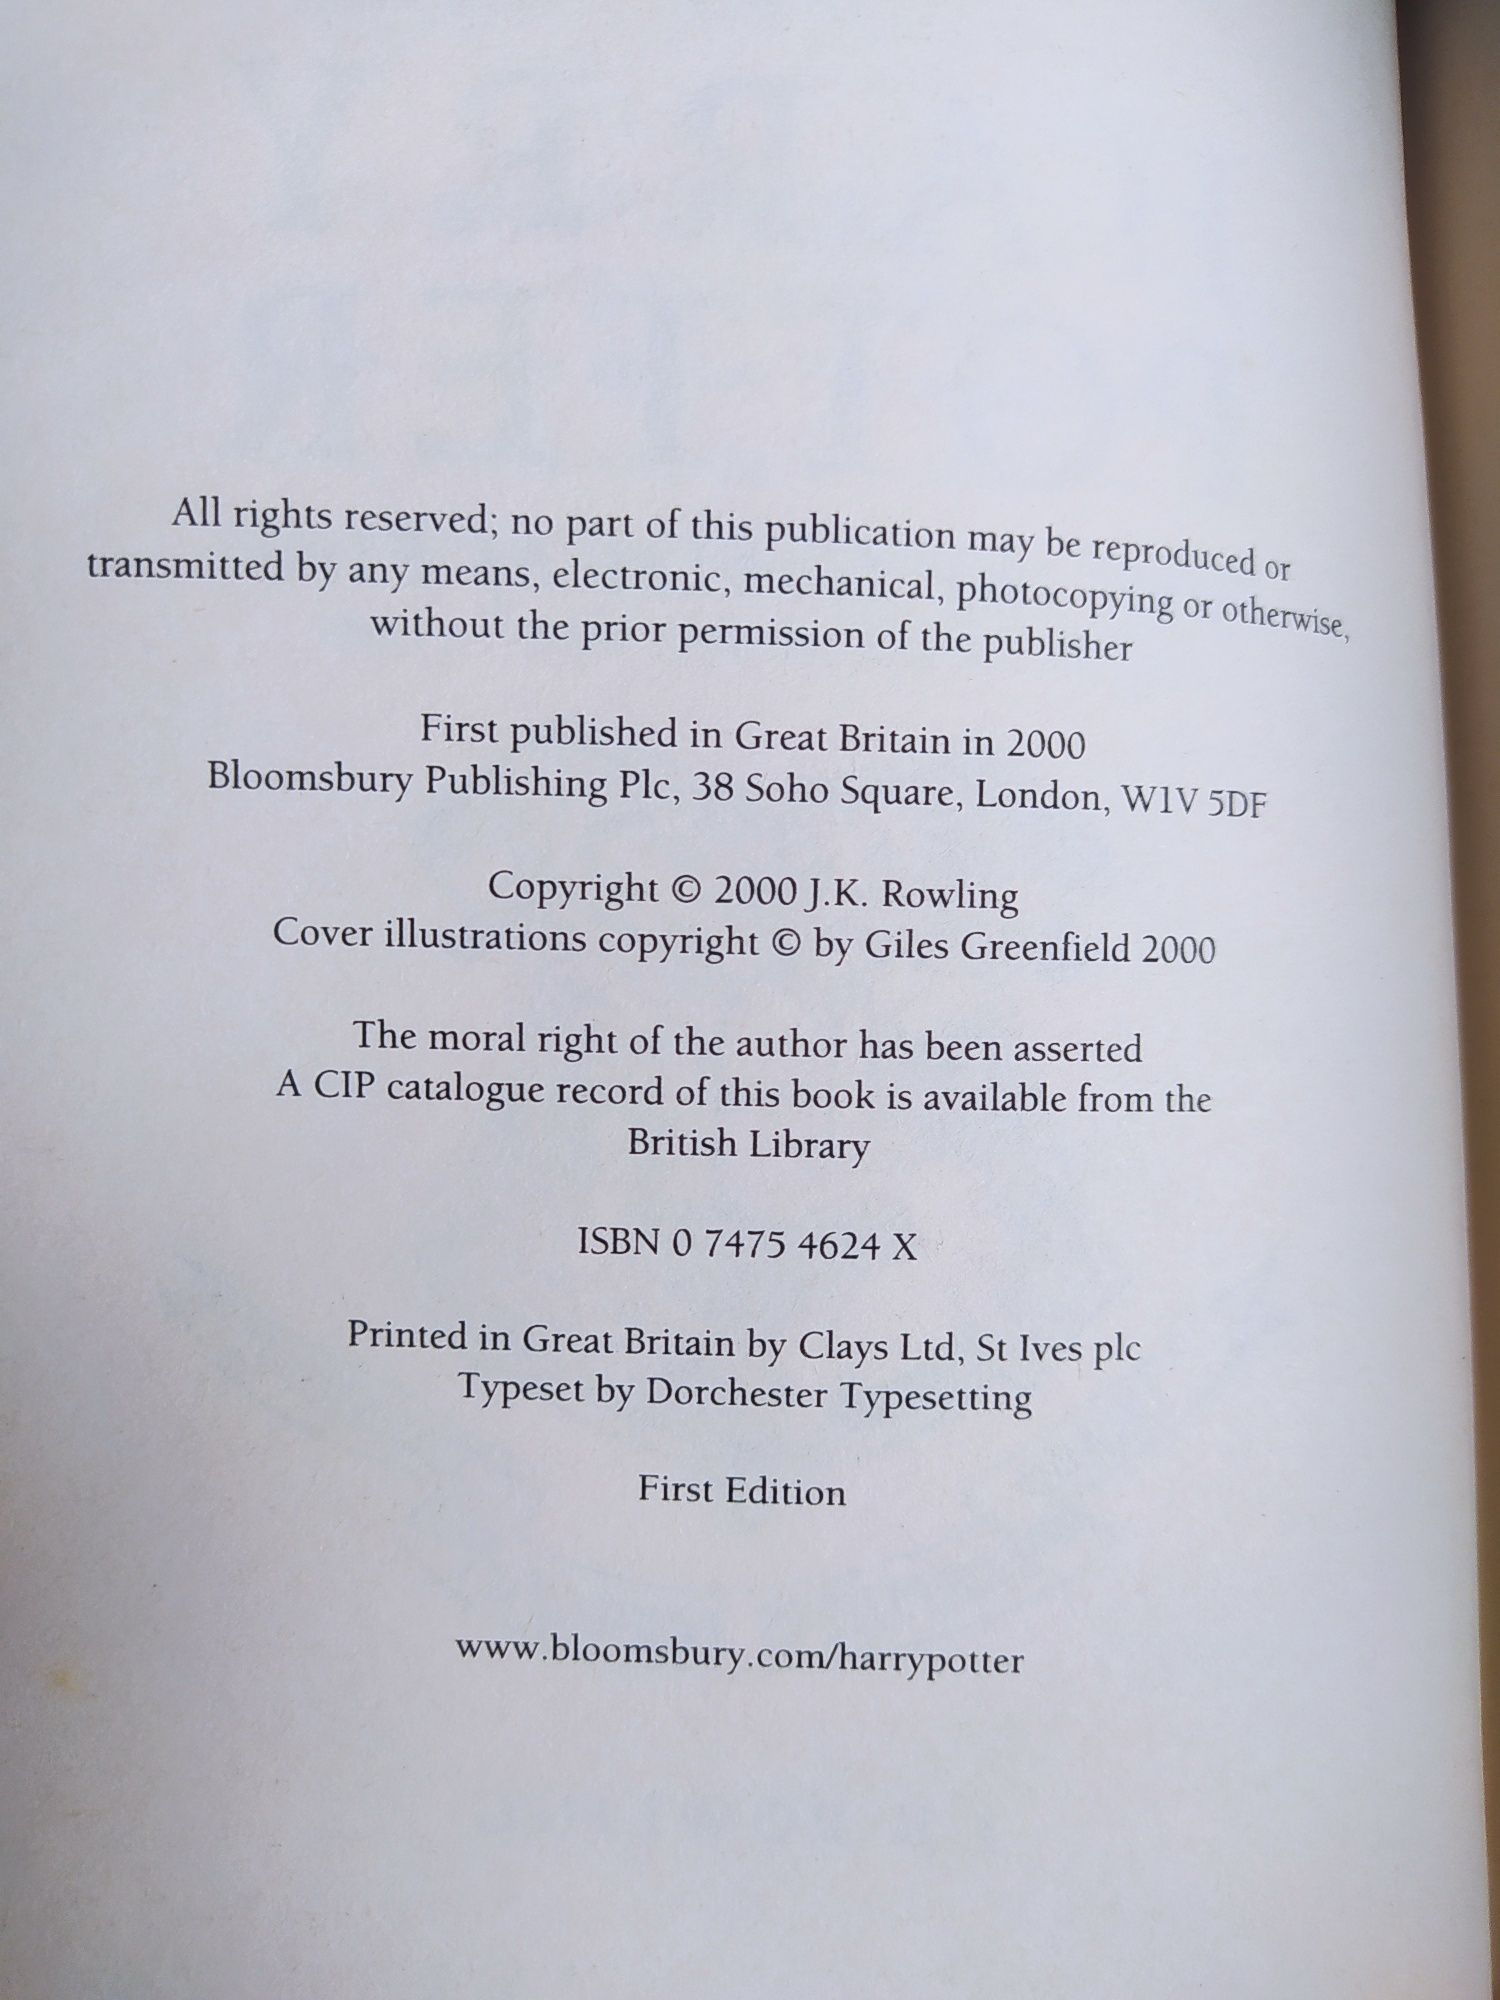 All rights reserved; no part of this publication may be reproduced or
transmitted by any means, electronic, mechanical, photocopying or otherwise,
without the prior permission of the publisher
First published in Great Britain in 2000
Bloomsbury Publishing Plc, 38 Soho Square, London, W1V 5DF
Copyright © 2000 J.K. Rowling
Cover illustrations copyright © by Giles Greenfield 2000
The moral right of the author has been asserted
A CIP catalogue record of this book is available from the
British Library
ISBN 0 7475 4624 X
Printed in Great Britain by Clays Ltd, St Ives plc
Typeset by Dorchester Typesetting
First Edition
www.bloomsbury.com/harrypotter